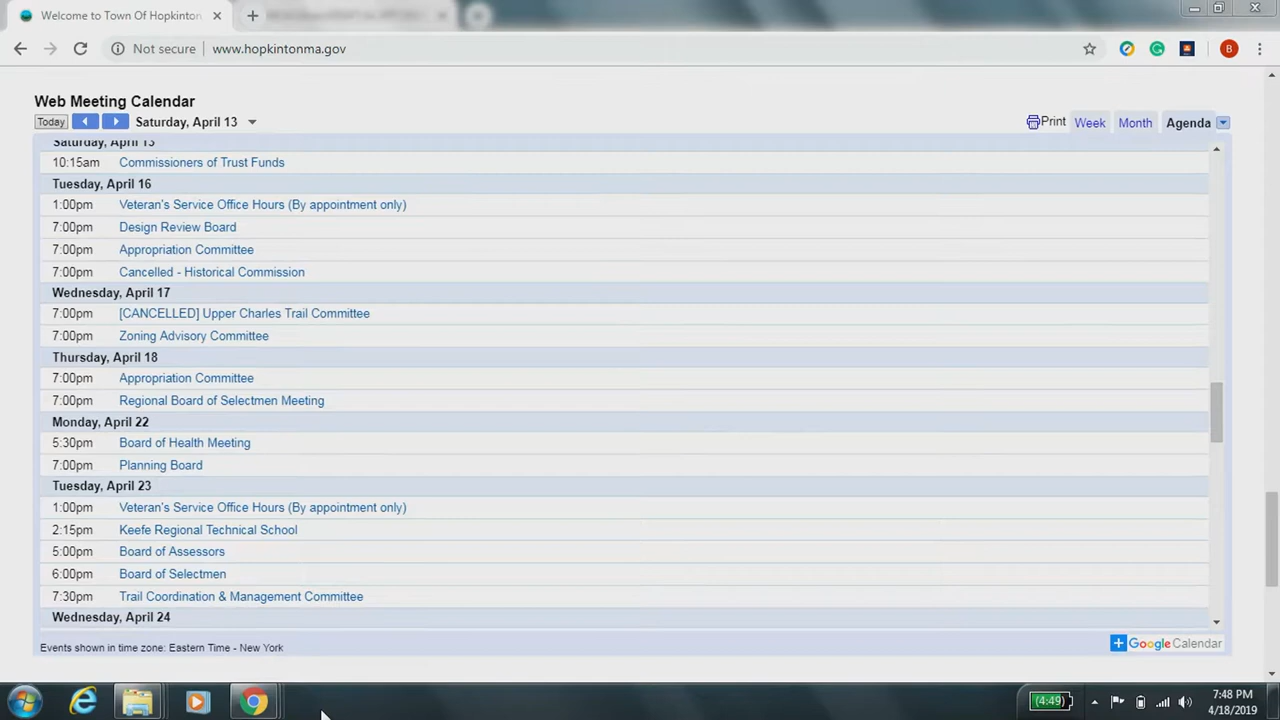 Welcome to Town Of Hopkinton
Not secure
www.hopkintonma.gov
B
Web Meeting Calendar
Today
Saturday, April 13
Print
Week
Month
Agenda
Saturday, April 13
10:15am Commissioners of Trust Funds
Tuesday, April 16
1:00pm Veteran's Service Office Hours (By appointment only)
7:00pm Design Review Board
7:00pm Appropriation Committee
7:00pm Cancelled - Historical Commission
Wednesday, April 17
7:00pm [CANCELLED] Upper Charles Trail Committee
7:00pm Zoning Advisory Committee
Thursday, April 18
7:00pm Appropriation Committee
7:00pm Regional Board of Selectmen Meeting
Monday, April 22
5:30pm Board of Health Meeting
7:00pm Planning Board
Tuesday, April 23
1:00pm Veteran's Service Office Hours (By appointment only)
2:15pm Keefe Regional Technical School
5:00pm Board of Assessors
6:00pm Board of Selectmen
7:30pm Trail Coordination & Management Committee
Wednesday, April 24
Events shown in time zone: Eastern Time - New York
Google Calendar
(4:49)
7:48 PM
4/18/2019